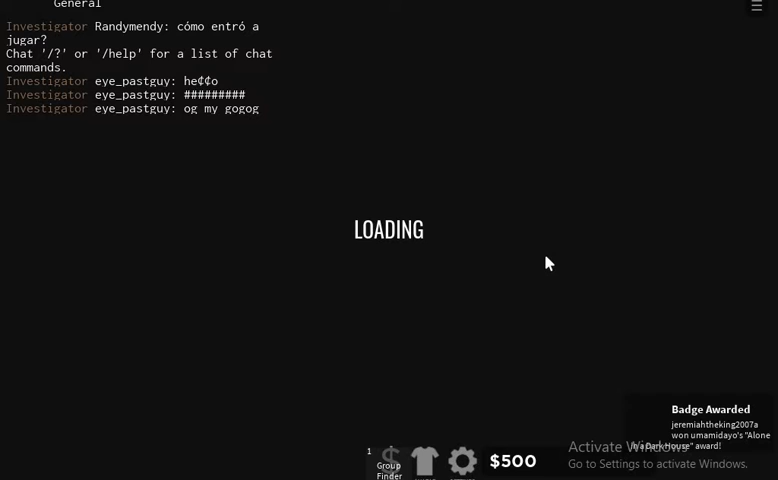 General
Investigator Randymendy: cómo entró a
jugar?
Chat '/?' or '/help' for a list of chat
commands.
Investigator eye_pastguy: he¢¢o
Investigator eye_pastguy: #########
Investigator eye_pastguy: og my gogog
LOADING
Badge Awarded
jeremiahtheking2007a
won umamidayo's "Alone
in a Dark House" award!
Activate Windows
Go to Settings to activate Windows.
1
$
Group
Finder
$500